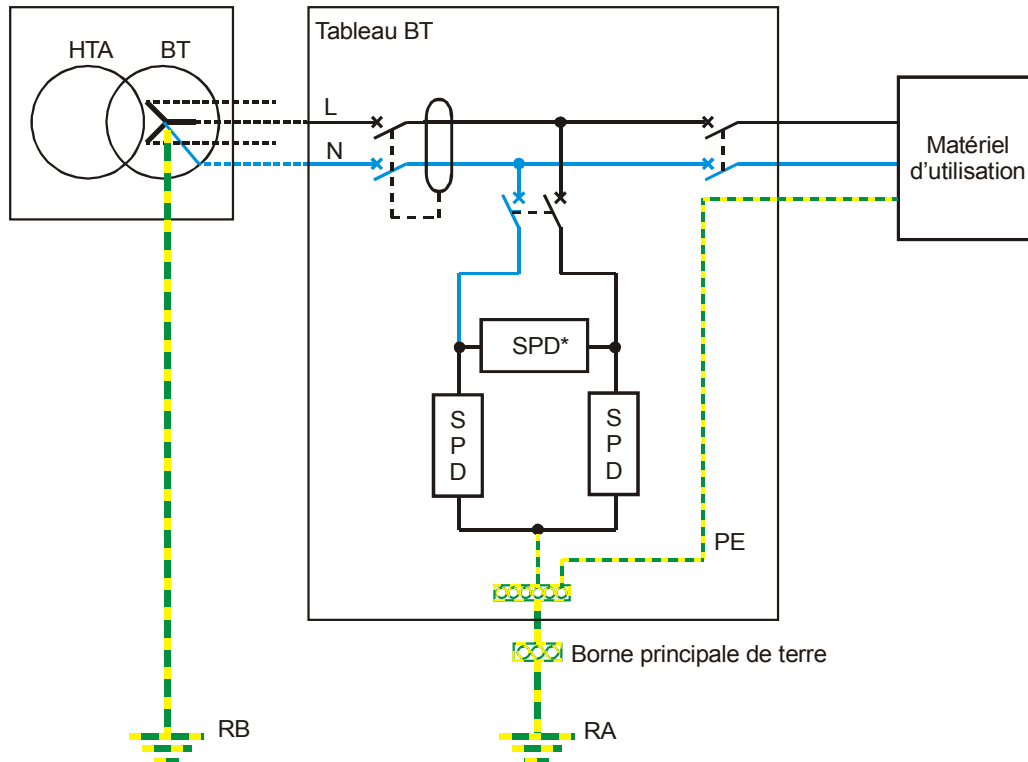 HTA
BT
Tableau BT
L
N
Matériel
d'utilisation
SPD*
S
P
D
S
P
D
PE
Borne principale de terre
RB
RA